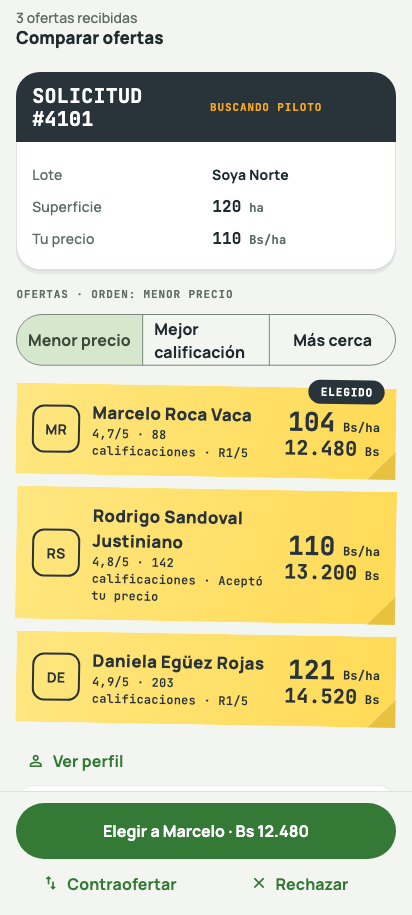 3 ofertas recibidas
Comparar ofertas
SOLICITUD
#4101
BUSCANDO PILOTO
Lote
Soya Norte
Superficie
120 ha
Tu precio
110 Bs/ha
OFERTAS · ORDEN: MENOR PRECIO
Menor precio
Mejor
calificación
Más cerca
ELEGIDO
MR
Marcelo Roca Vaca
4,7/5 · 88
calificaciones · R1/5
104 Bs/ha
12.480 Bs
RS
Rodrigo Sandoval
Justiniano
4,8/5 · 142
calificaciones · Aceptó
tu precio
110 Bs/ha
13.200 Bs
DE
Daniela Egüez Rojas
4,9/5 · 203
calificaciones · R1/5
121 Bs/ha
14.520 Bs
Ver perfil
Elegir a Marcelo · Bs 12.480
Contraofertar
Rechazar